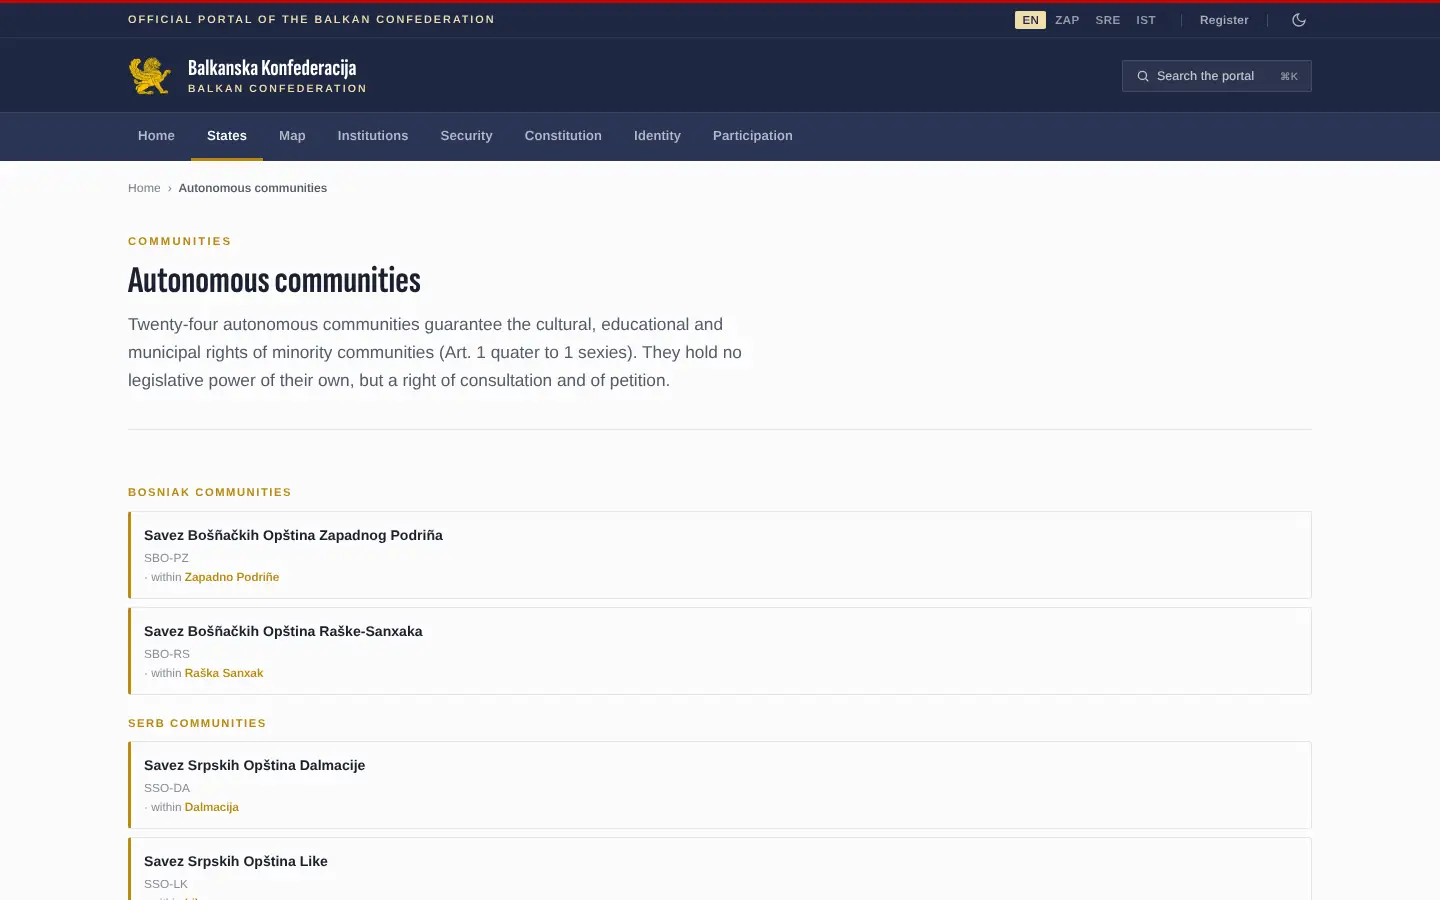 OFFICIAL PORTAL OF THE BALKAN CONFEDERATION
EN ZAP SRE IST Register
Balkanska Konfederacija
BALKAN CONFEDERATION
Search the portal ⌘K
Home States Map Institutions Security Constitution Identity Participation
Home › Autonomous communities
COMMUNITIES
Autonomous communities
Twenty-four autonomous communities guarantee the cultural, educational and
municipal rights of minority communities (Art. 1 quater to 1 sexies). They hold no
legislative power of their own, but a right of consultation and of petition.
BOSNIAK COMMUNITIES
Savez Bošñačkih Opština Zapadnog Podriña
SBO-PZ
· within Zapadno Podriñe
Savez Bošñačkih Opština Raške-Sanxaka
SBO-RS
· within Raška Sanxak
SERB COMMUNITIES
Savez Srpskih Opština Dalmacije
SSO-DA
· within Dalmacija
Savez Srpskih Opština Like
SSO-LK